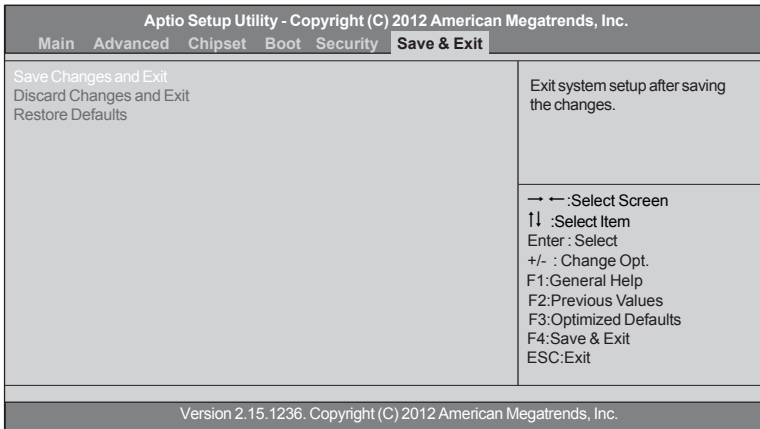 Aptio Setup Utility - Copyright (C) 2012 American Megatrends, Inc.
Main Advanced Chipset Boot Security Save & Exit
Save Changes and Exit
Discard Changes and Exit
Restore Defaults
Exit system setup after saving
the changes.
→ ←:Select Screen
↑↓ :Select Item
Enter : Select
+/- : Change Opt.
F1:General Help
F2:Previous Values
F3:Optimized Defaults
F4:Save & Exit
ESC:Exit
Version 2.15.1236. Copyright (C) 2012 American Megatrends, Inc.